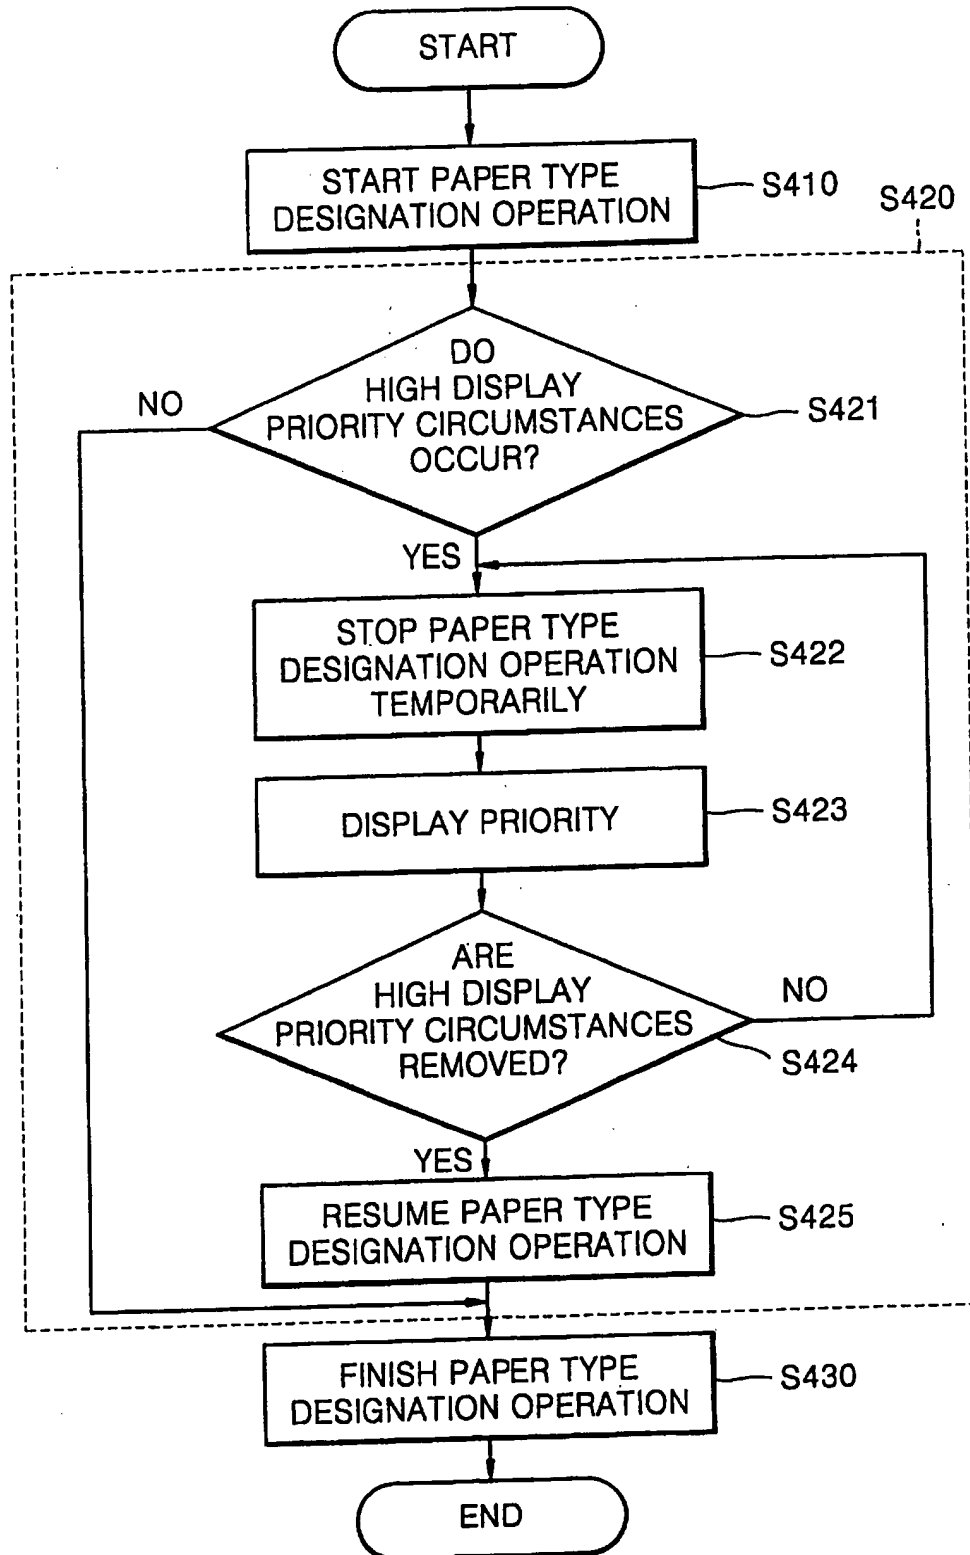 START
START PAPER TYPE
DESIGNATION OPERATION
S410
S420
DO
HIGH DISPLAY
PRIORITY CIRCUMSTANCES
OCCUR?
NO
S421
YES
STOP PAPER TYPE
DESIGNATION OPERATION
TEMPORARILY
S422
DISPLAY PRIORITY
S423
ARE
HIGH DISPLAY
PRIORITY CIRCUMSTANCES
REMOVED?
NO
S424
YES
RESUME PAPER TYPE
DESIGNATION OPERATION
S425
FINISH PAPER TYPE
DESIGNATION OPERATION
S430
END